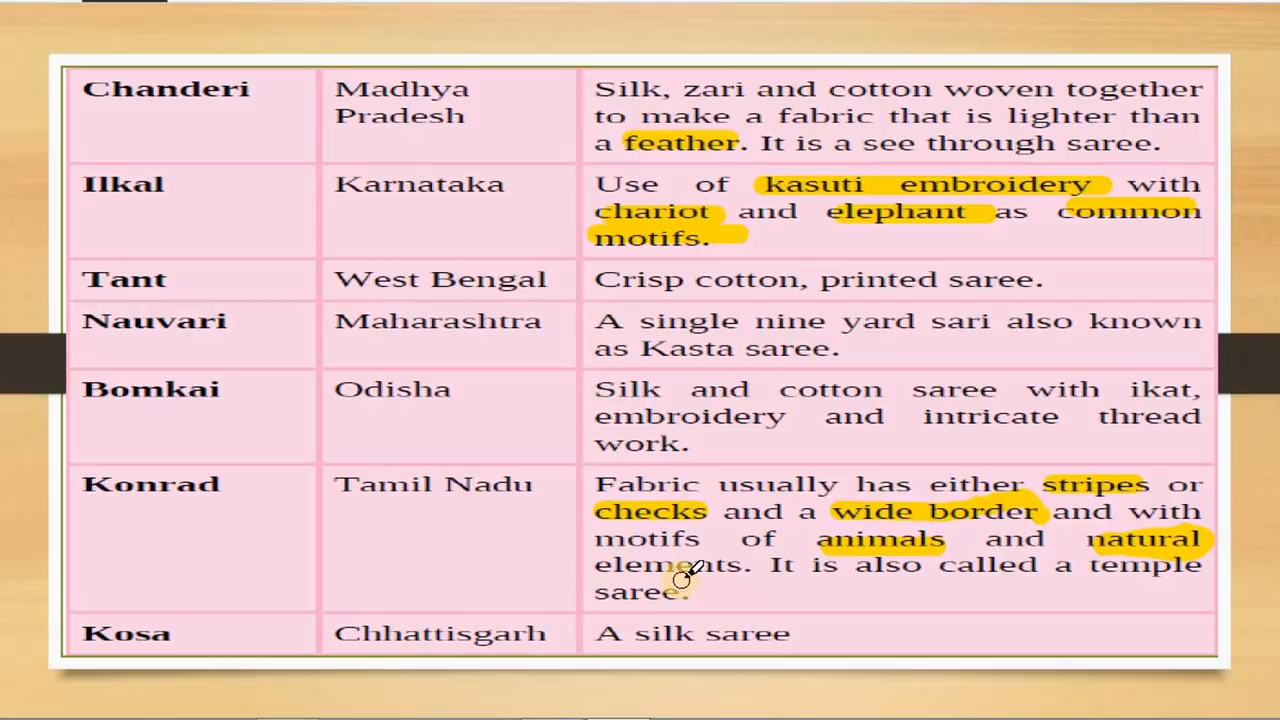 Chanderi
Madhya
Pradesh
Silk, zari and cotton woven together
to make a fabric that is lighter than
a feather. It is a see through saree.
Ilkal
Karnataka
Use of kasuti embroidery with
chariot and elephant as common
motifs.
Tant
West Bengal
Crisp cotton, printed saree.
Nauvari
Maharashtra
A single nine yard sari also known
as Kasta saree.
Bomkai
Odisha
Silk and cotton saree with ikat,
embroidery and intricate thread
work.
Konrad
Tamil Nadu
Fabric usually has either stripes or
checks and a wide border and with
motifs of animals and natural
elements. It is also called a temple
saree.
Kosa
Chhattisgarh
A silk saree